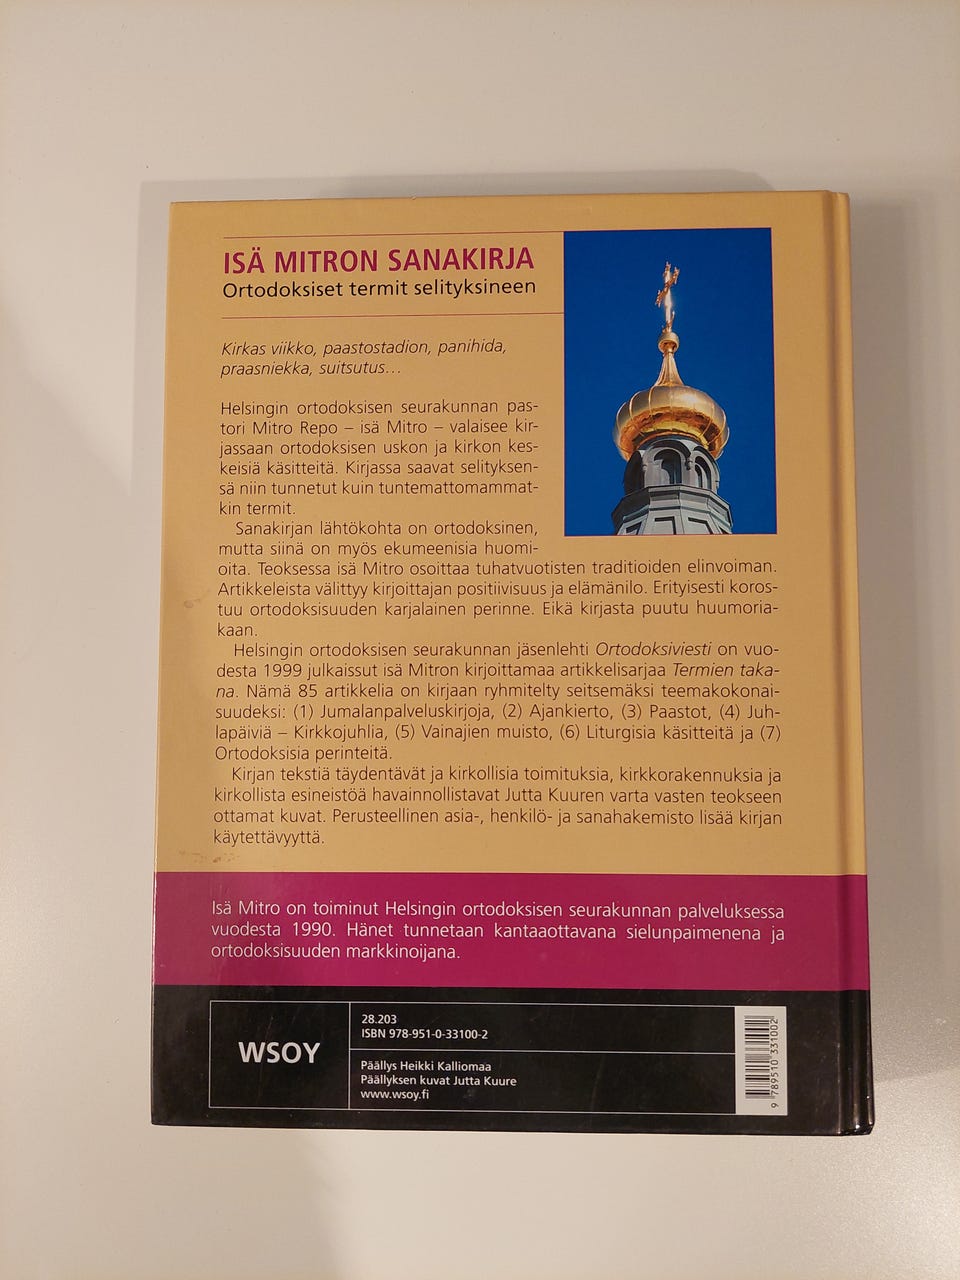 ISÄ MITRON SANAKIRJA
Ortodoksiset termit selityksineen
Kirkas viikko, paastostadion, panihida,
praasniekka, suitsutus...
Helsingin ortodoksisen seurakunnan pas-
tori Mitro Repo – isä Mitro – valaisee kir-
jassaan ortodoksisen uskon ja kirkon kes-
keisiä käsitteitä. Kirjassa saavat selityksen-
sä niin tunnetut kuin tuntemattomammat-
kin termit.
Sanakirjan lähtökohta on ortodoksinen,
mutta siinä on myös ekumeenisia huomi-
oita. Teoksessa isä Mitro osoittaa tuhatvuotisten traditioiden elinvoiman.
Artikkeleista välittyy kirjoittajan positiivisuus ja elämänilo. Erityisesti koros-
tuu ortodoksisuuden karjalainen perinne. Eikä kirjasta puutu huumoria-
kaan.
Helsingin ortodoksisen seurakunnan jäsenlehti Ortodoksiviesti on vuo-
desta 1999 julkaissut isä Mitron kirjoittamaa artikkelisarjaa Termien taka-
na. Nämä 85 artikkelia on kirjaan ryhmitelty seitsemäksi teemakokonai-
suudeksi: (1) Jumalanpalveluskirjoja, (2) Ajankierto, (3) Paastot, (4) Juh-
lapäiviä – Kirkkojuhlia, (5) Vainajien muisto, (6) Liturgisia käsitteitä ja (7)
Ortodoksisia perinteitä.
Kirjan tekstiä täydentävät ja kirkollisia toimituksia, kirkkorakennuksia ja
kirkollista esineistöä havainnollistavat Jutta Kuuren varta vasten teokseen
ottamat kuvat. Perusteellinen asia-, henkilö- ja sanahakemisto lisää kirjan
käytettävyyttä.
Isä Mitro on toiminut Helsingin ortodoksisen seurakunnan palveluksessa
vuodesta 1990. Hänet tunnetaan kantaaottavana sielunpaimenena ja
ortodoksisuuden markkinoijana.
WSOY
28.203
ISBN 978-951-0-33100-2
Päällys Heikki Kalliomaa
Päällyksen kuvat Jutta Kuure
www.wsoy.fi
9 789510 331002